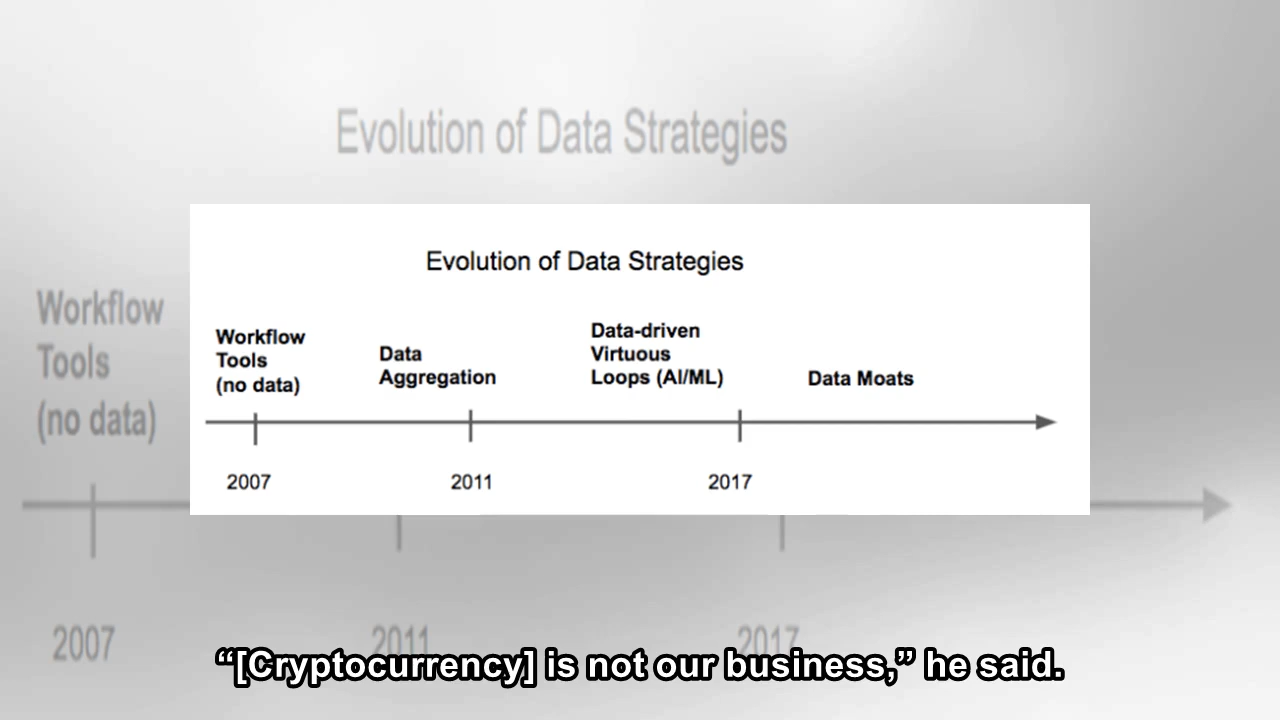 Evolution of Data Strategies
Evolution of Data Strategies
Workflow
Tools
(no data)
Data
Aggregation
Data-driven
Virtuous
Loops (AI/ML)
Data Moats
2007
2011
2017
Workflow
Tools
(no data)
2007
2011
2017
“[Cryptocurrency] is not our business,” he said.